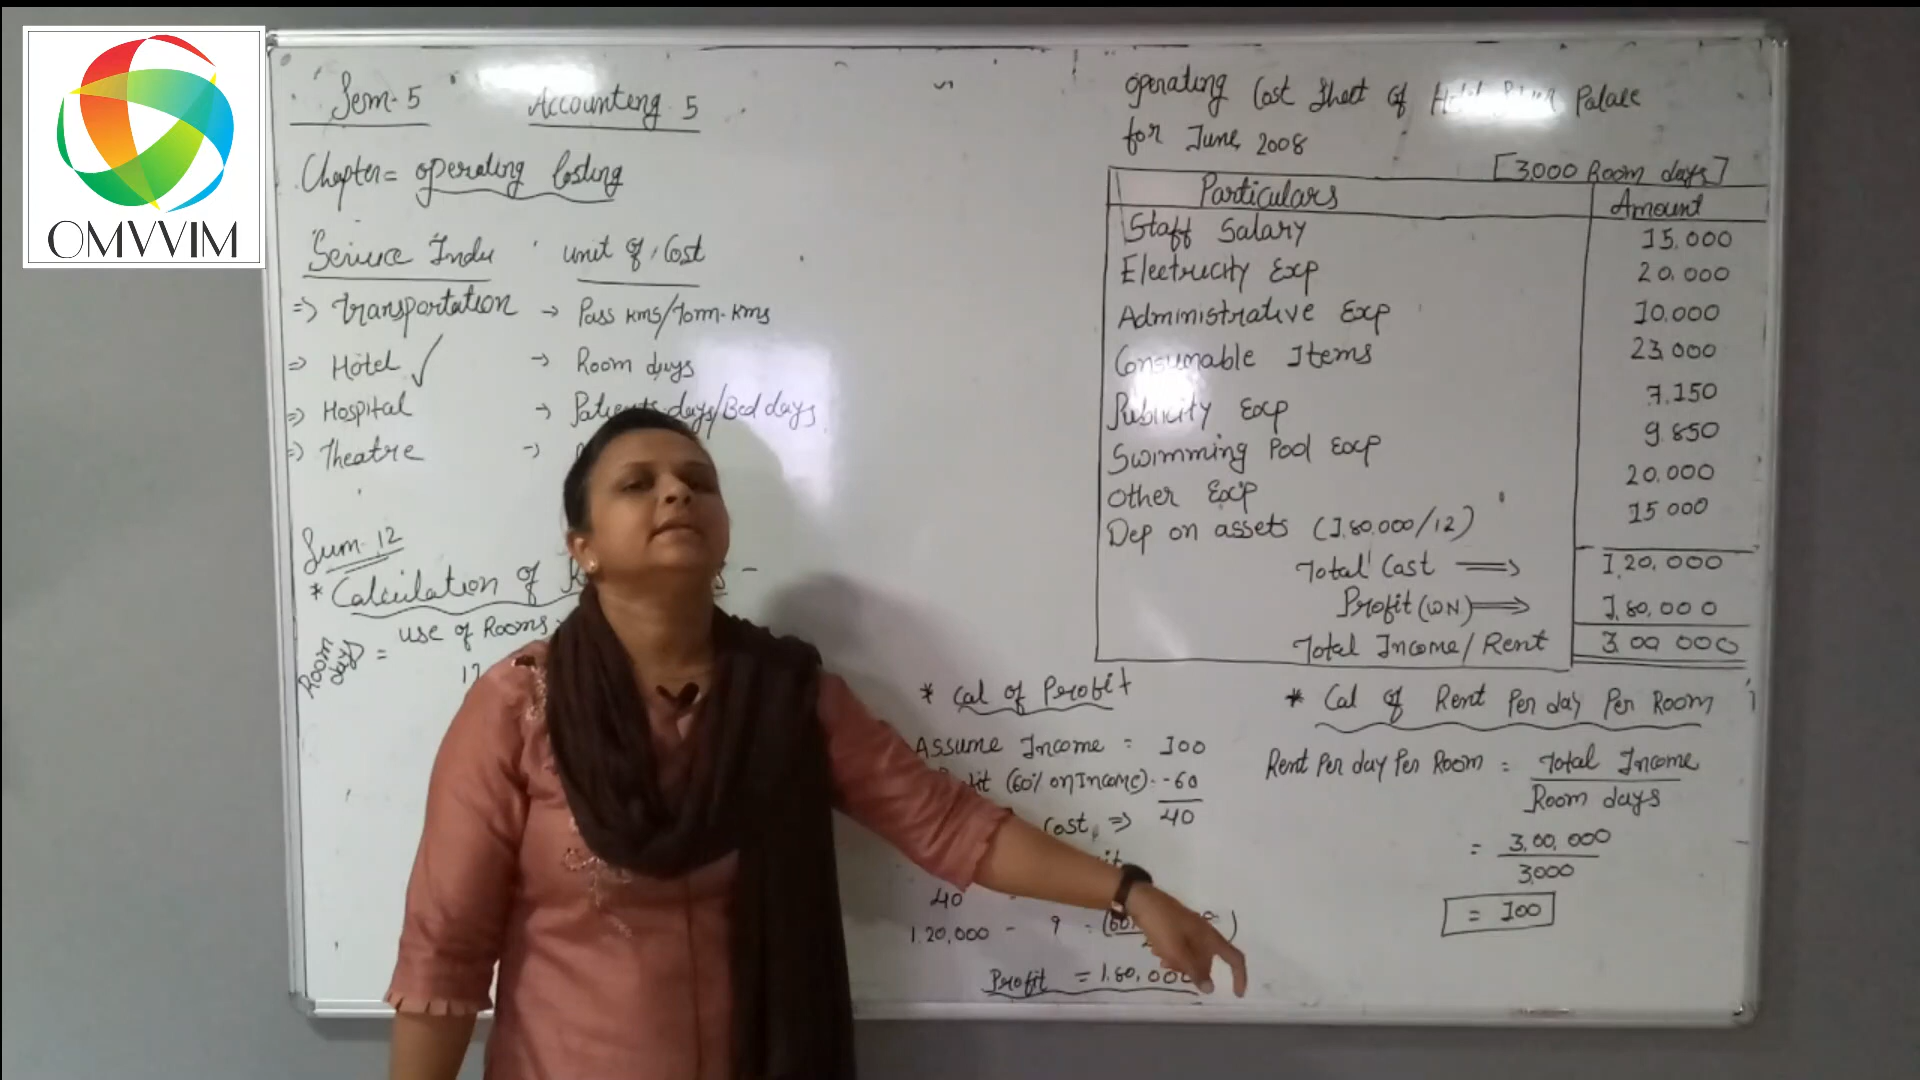 OMVVIM
Sem-5 Accounting 5
Chapter = operating Costing
Service Indu unit of Cost
=> Transportation -> Pass kms/Tonn-kms
=> Hotel ✓ -> Room days
=> Hospital -> Patients days/Bed days
=> Theatre ->
Sum-12
* Calculation of
Room days = use of Rooms
operating Cost Sheet of Palace
for June, 2008
[3,000 Room days]
Particulars Amount
Staff Salary 15,000
Electricity Exp 20,000
Administrative Exp 10,000
Consumable Items 23,000
Publicity Exp 7,150
Swimming Pool Exp 9,850
Other Exp 20,000
Dep on assets (1,80,000/12) 15,000
Total Cost => 1,20,000
Profit (WN) => 1,80,000
Total Income/Rent 3,00,000
* Cal of Profit
Assume Income = 100
(60% on Income) - 60
Cost => 40
40
1,20,000 - ?
Profit = 1,80,000
* Cal of Rent Per day Per Room
Rent Per day Per Room = Total Income
Room days
= 3,00,000
3,000
= 100